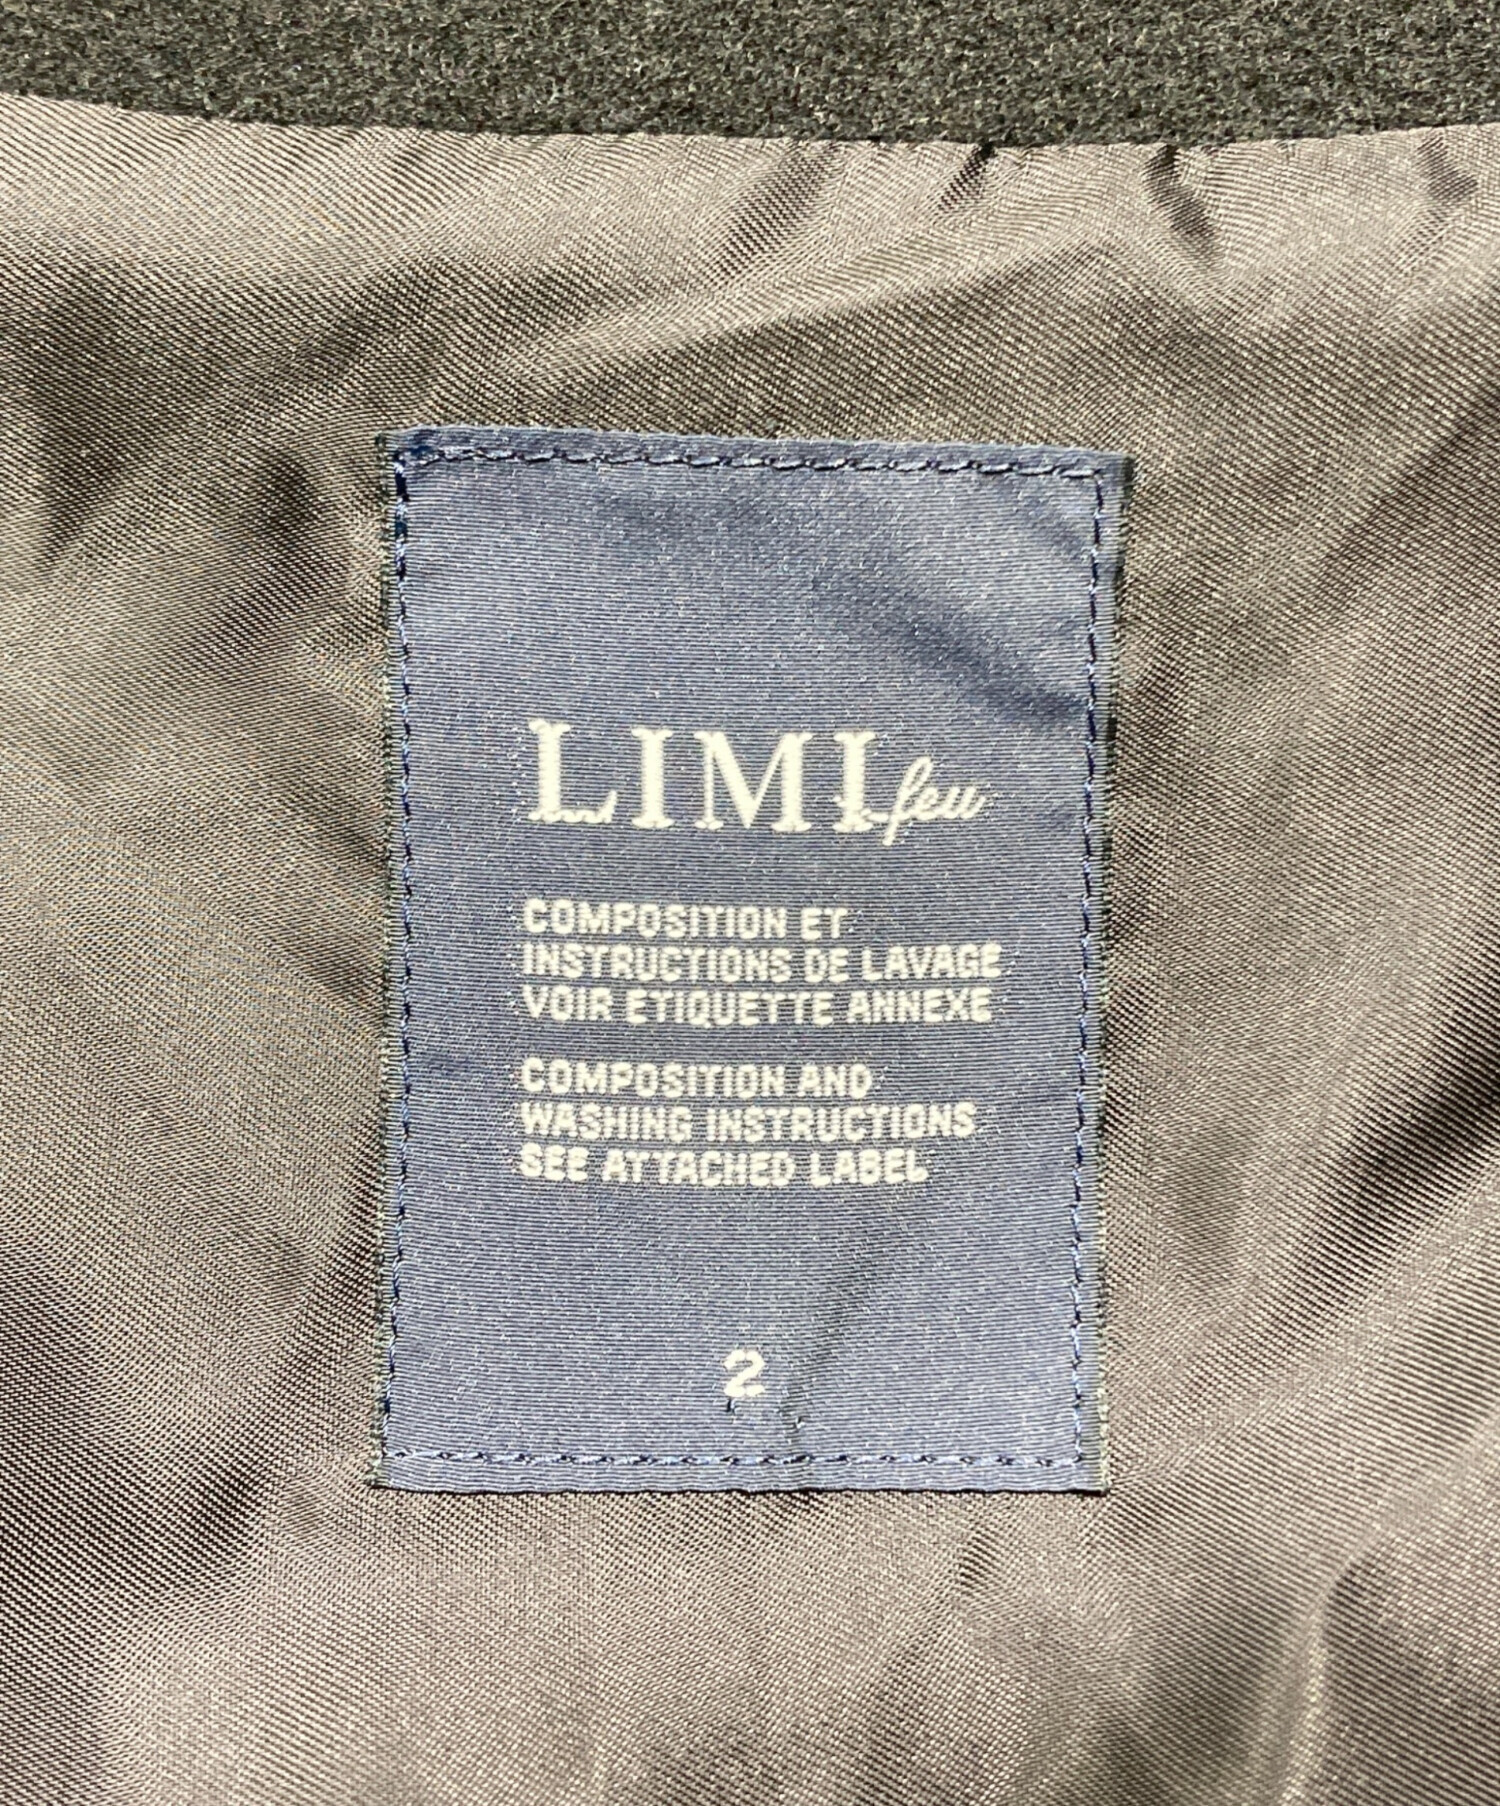 LIMI feu
COMPOSITION ET
INSTRUCTIONS DE LAVAGE
VOIR ETIQUETTE ANNEXE
COMPOSITION AND
WASHING INSTRUCTIONS
SEE ATTACHED LABEL
2